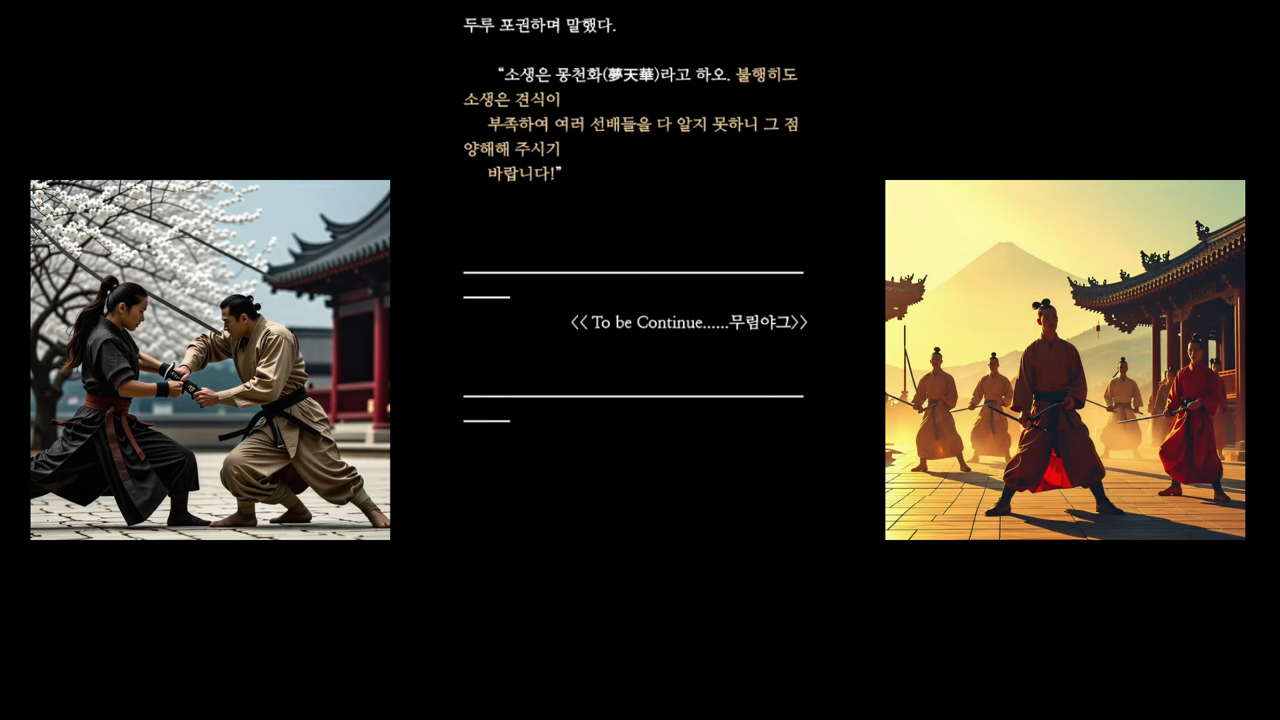 두루 포권하며 말했다.
“소생은 몽천화(夢天華)라고 하오. 불행히도
소생은 견식이
부족하여 여러 선배들을 다 알지 못하니 그 점
양해해 주시기
바랍니다!”
〈〈 To be Continue......무림야그〉〉